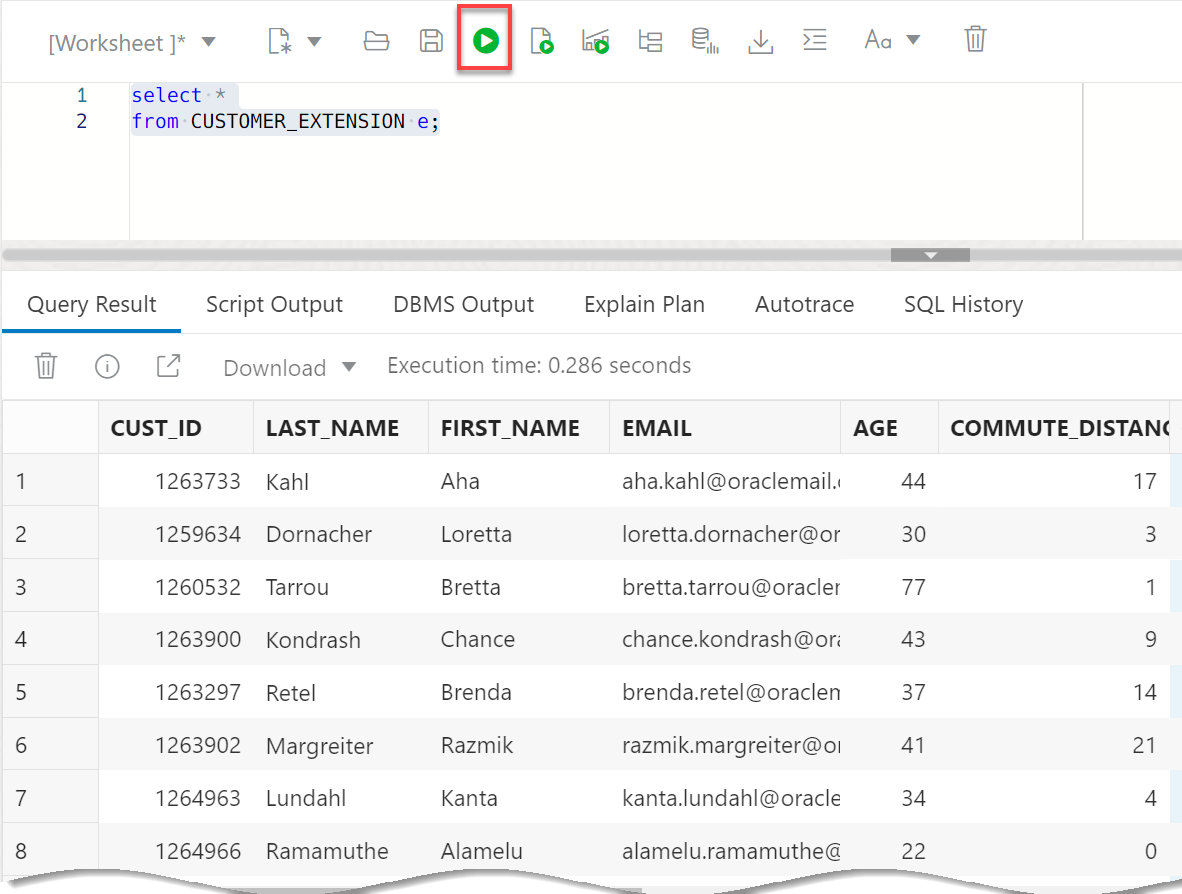 [Worksheet ]*
Aa
1 select *
2 from CUSTOMER_EXTENSION e;
Query Result Script Output DBMS Output Explain Plan Autotrace SQL History
Download Execution time: 0.286 seconds
CUST_ID LAST_NAME FIRST_NAME EMAIL AGE COMMUTE_DISTANC
1 1263733 Kahl Aha aha.kahl@oraclemail.c 44 17
2 1259634 Dornacher Loretta loretta.dornacher@or 30 3
3 1260532 Tarrou Bretta bretta.tarrou@oraclem 77 1
4 1263900 Kondrash Chance chance.kondrash@ora 43 9
5 1263297 Retel Brenda brenda.retel@oraclem 37 14
6 1263902 Margreiter Razmik razmik.margreiter@or 41 21
7 1264963 Lundahl Kanta kanta.lundahl@oracle 34 4
8 1264966 Ramamuthe Alamelu alamelu.ramamuthe@ 22 0